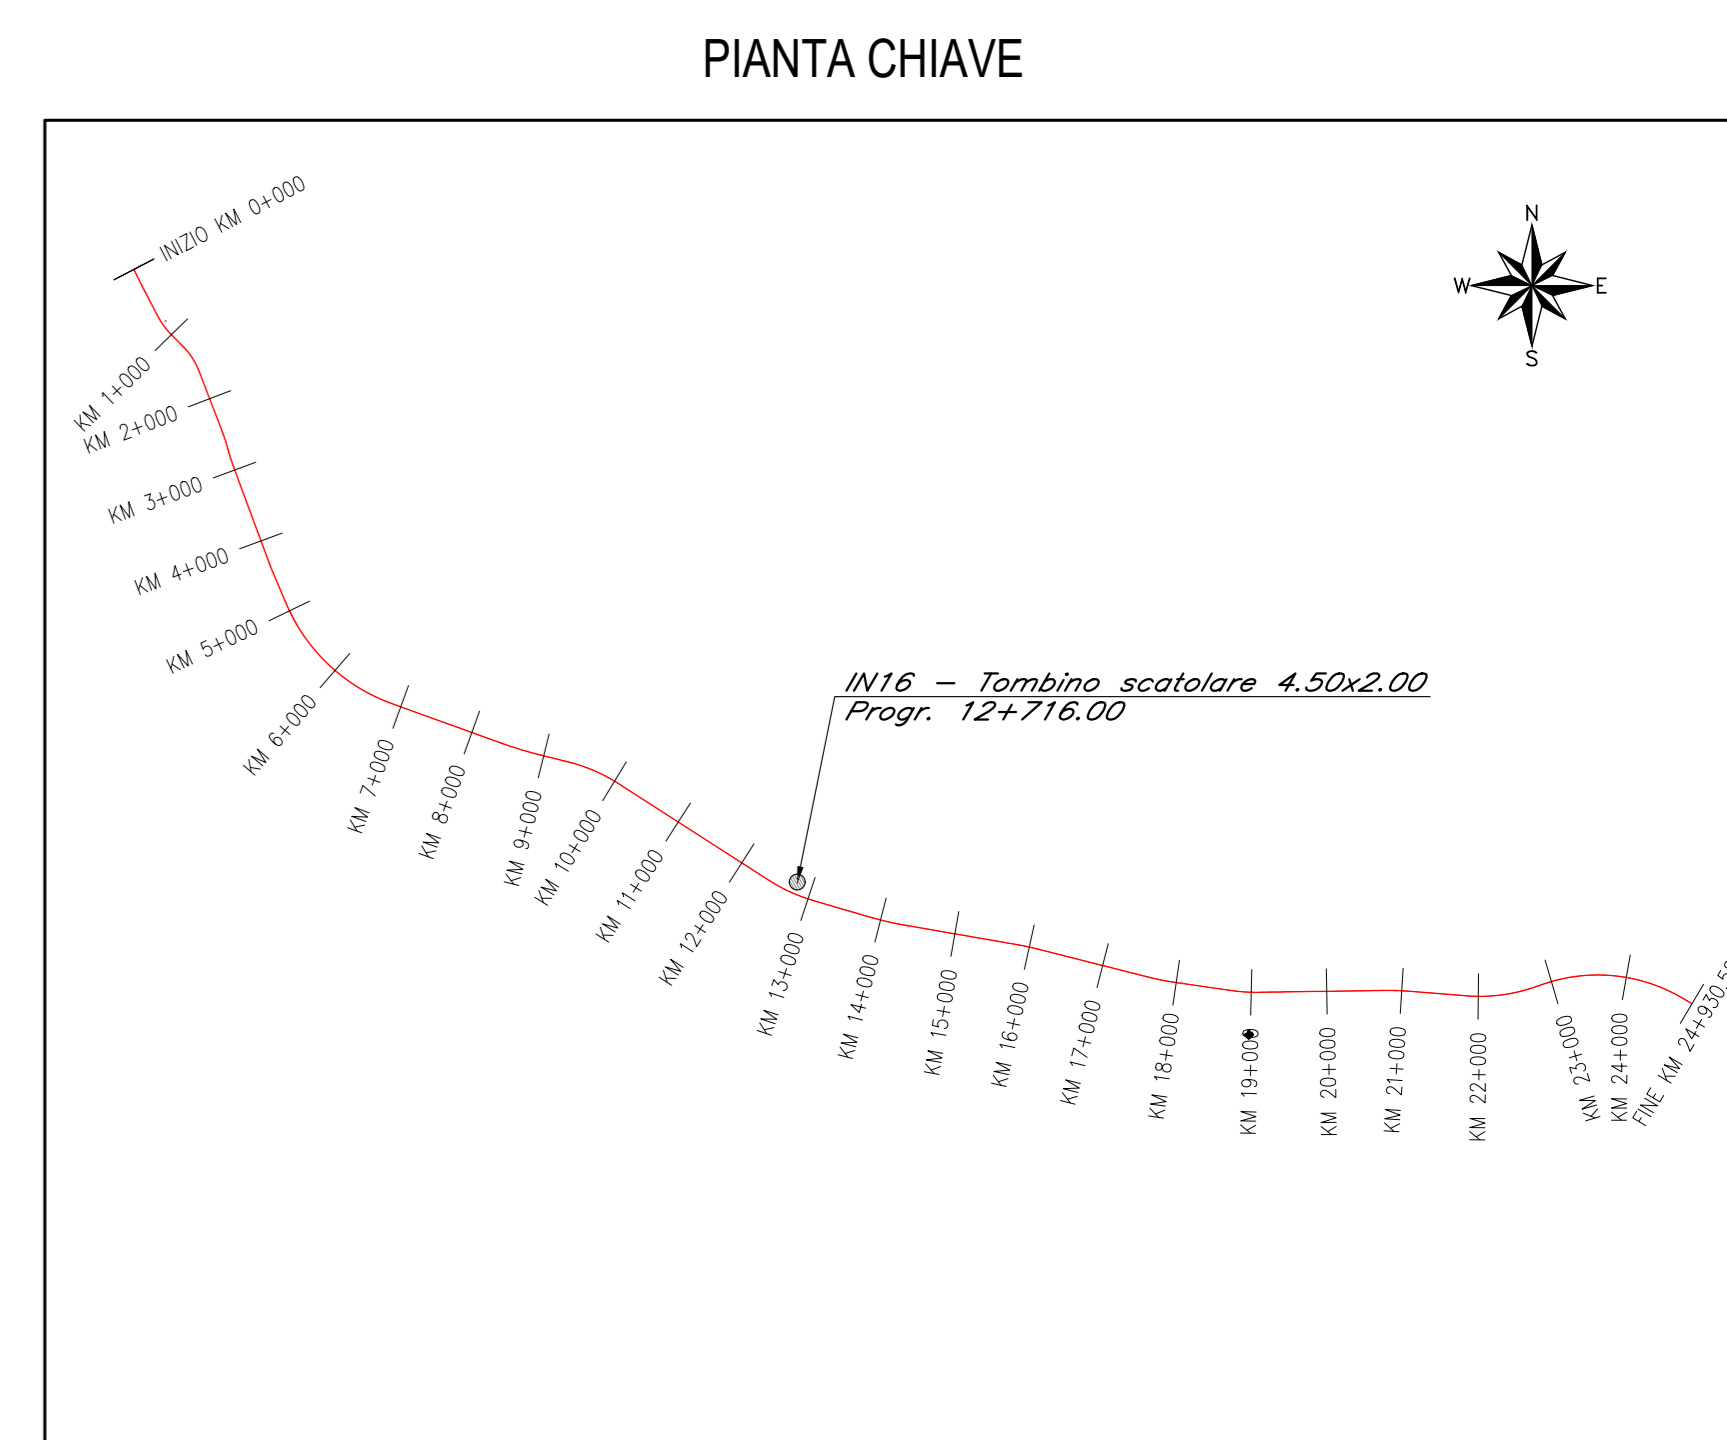 PIANTA CHIAVE
INIZIO KM 0+000
N
W
E
S
KM 1+000
KM 2+000
KM 3+000
KM 4+000
KM 5+000
KM 6+000
KM 7+000
KM 8+000
KM 9+000
KM 10+000
KM 11+000
KM 12+000
IN16 - Tombino scatolare 4.50x2.00
Progr. 12+716.00
KM 13+000
KM 14+000
KM 15+000
KM 16+000
KM 17+000
KM 18+000
KM 19+000
KM 20+000
KM 21+000
KM 22+000
KM 23+000
KM 24+000
FINE KM